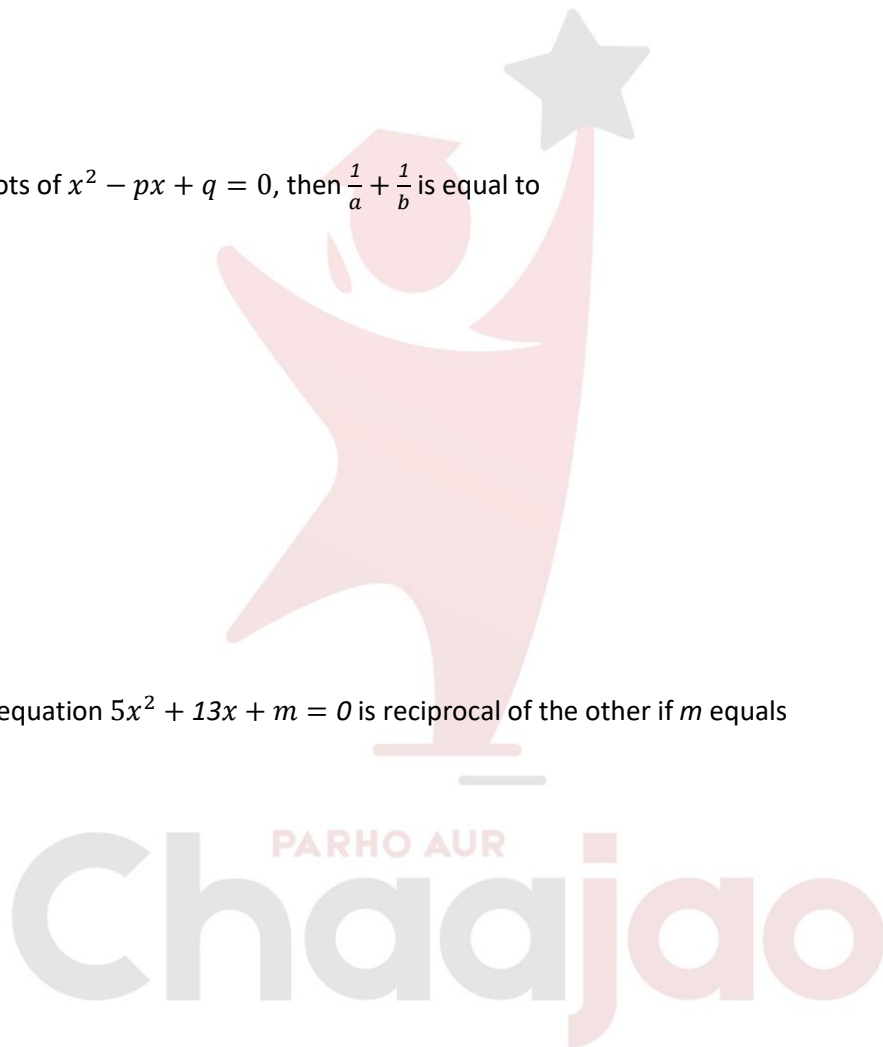 ots of 𝑥² − 𝑝𝑥 + 𝑞 = 0, then 1/a + 1/b is equal to
equation 5𝑥² + 13x + 𝑚 = 0 is reciprocal of the other if m equals
PARHO AUR
Chaajao